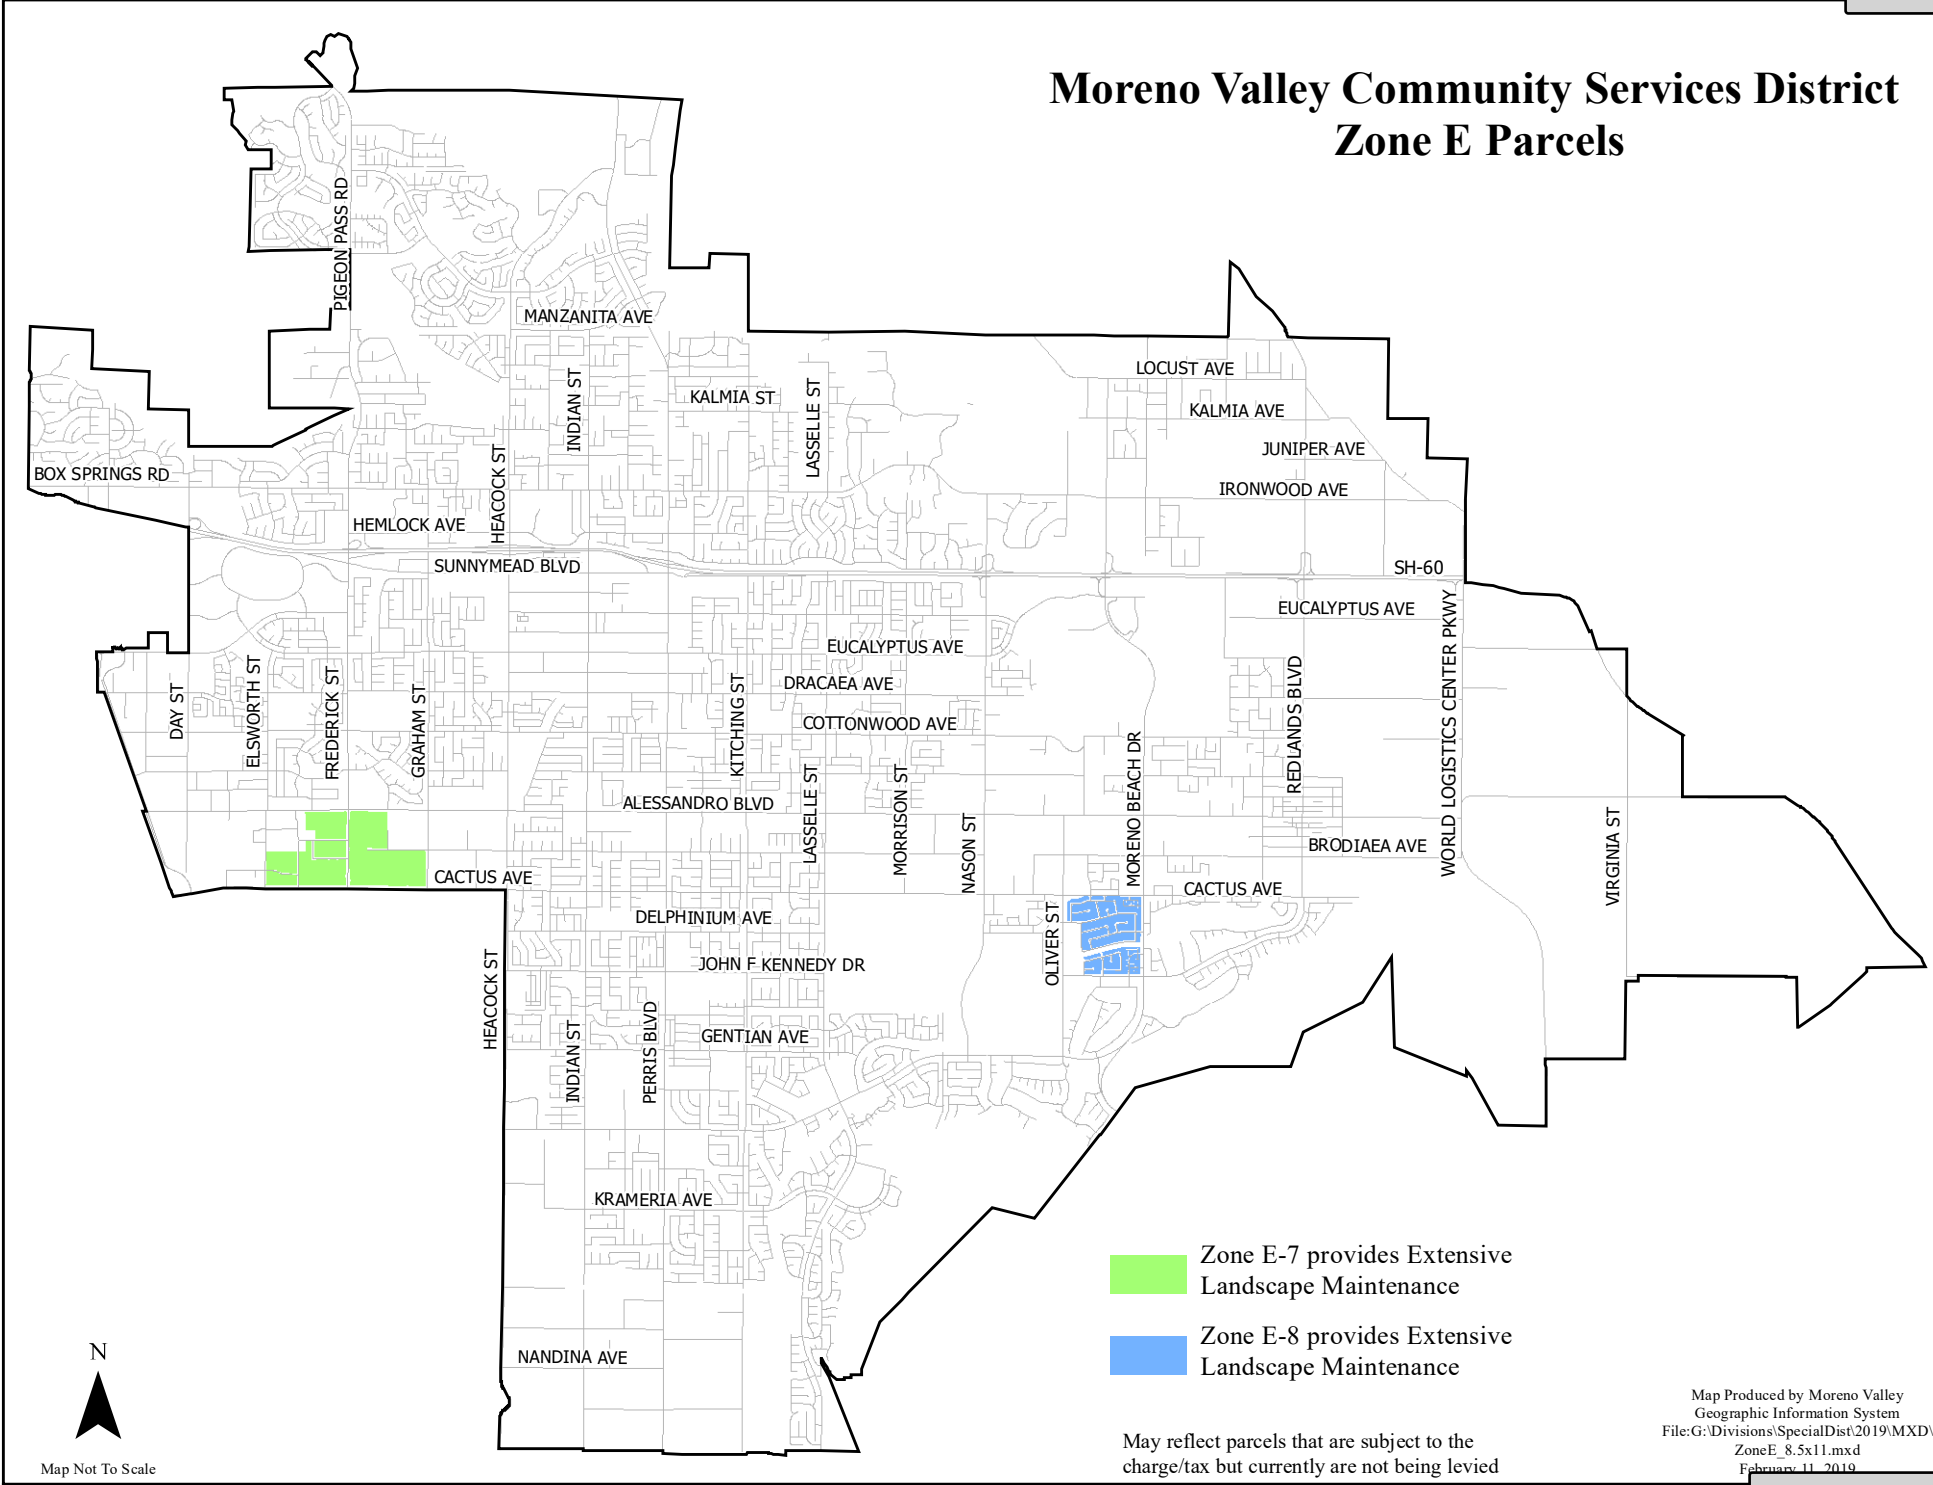 Moreno Valley Community Services District
Zone E Parcels
PIGEON PASS RD
MANZANITA AVE
LOCUST AVE
KALMIA ST
KALMIA AVE
INDIAN ST
LASSELLE ST
JUNIPER AVE
BOX SPRINGS RD
HEACOCK ST
IRONWOOD AVE
HEMLOCK AVE
SUNNYMEAD BLVD
SH-60
EUCALYPTUS AVE
EUCALYPTUS AVE
DRACAEA AVE
COTTONWOOD AVE
DAY ST
ELSWORTH ST
FREDERICK ST
GRAHAM ST
KITCHING ST
REDLANDS BLVD
WORLD LOGISTICS CENTER PKWY
MORENO BEACH DR
ALESSANDRO BLVD
LASSELLE ST
MORRISON ST
NASON ST
BRODIAEA AVE
VIRGINIA ST
CACTUS AVE
CACTUS AVE
DELPHINIUM AVE
OLIVER ST
JOHN F KENNEDY DR
HEACOCK ST
INDIAN ST
PERRIS BLVD
GENTIAN AVE
KRAMERIA AVE
NANDINA AVE
Zone E-7 provides Extensive
Landscape Maintenance
Zone E-8 provides Extensive
Landscape Maintenance
May reflect parcels that are subject to the
charge/tax but currently are not being levied
N
Map Not To Scale
Map Produced by Moreno Valley
Geographic Information System
File:G:\Divisions\SpecialDist\2019\MXD\
ZoneE_8.5x11.mxd
February 11, 2019